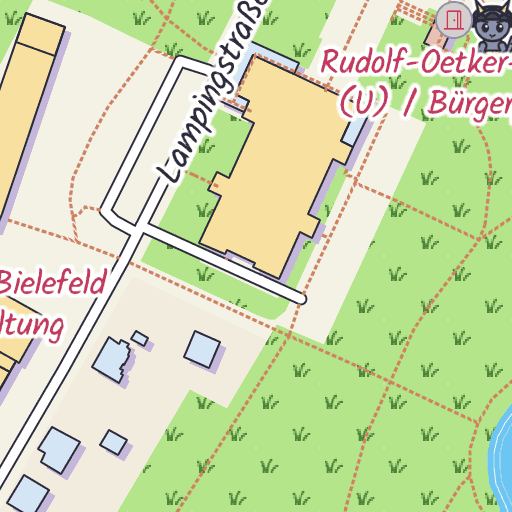 Lampingstraße
Rudolf-Oetker-
(U) / Bürger
Bielefeld
ltung